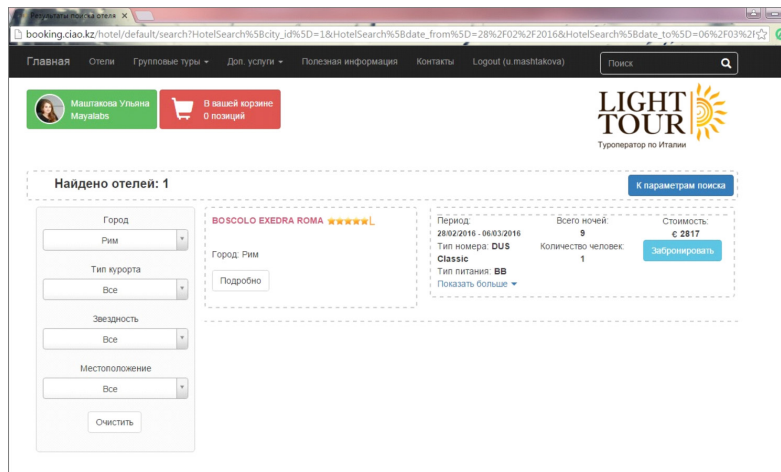 Результаты поиска отеля
booking.ciao.kz/hotel/default/search?HotelSearch%5Bcity_id%5D=1&HotelSearch%5Bdate_from%5D=28%2F02%2F2016&HotelSearch%5Bdate_to%5D=06%2F03%2F
Главная Отели Групповые туры Доп. услуги Полезная информация Контакты Logout (u.mashtakova) Поиск
Маштакова Ульяна
Mayalabs
В вашей корзине
0 позиций
LIGHT
TOUR
Туроператор по Италии
Найдено отелей: 1
К параметрам поиска
Город
Рим
Тип курорта
Все
Звездность
Все
Местоположение
Все
Очистить
BOSCOLO EXEDRA ROMA L
Город: Рим
Подробно
Период:
28/02/2016 - 06/03/2016
Тип номера: DUS
Classic
Тип питания: BB
Показать больше
Всего ночей:
9
Количество человек:
1
Стоимость:
€ 2817
Забронировать